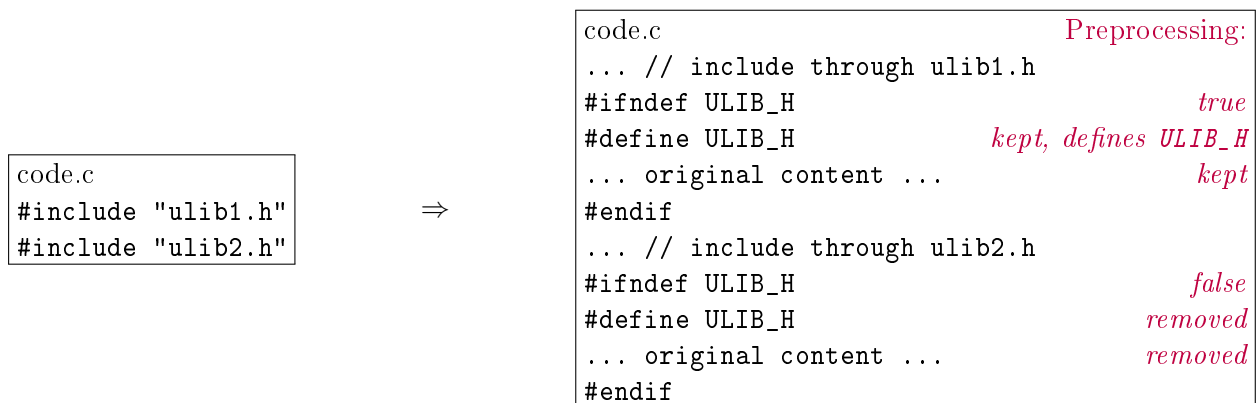 code.c
#include "ulib1.h"
#include "ulib2.h"
⇒
code.c Preprocessing:
... // include through ulib1.h
#ifndef ULIB_H true
#define ULIB_H kept, defines ULIB_H
... original content ... kept
#endif
... // include through ulib2.h
#ifndef ULIB_H false
#define ULIB_H removed
... original content ... removed
#endif